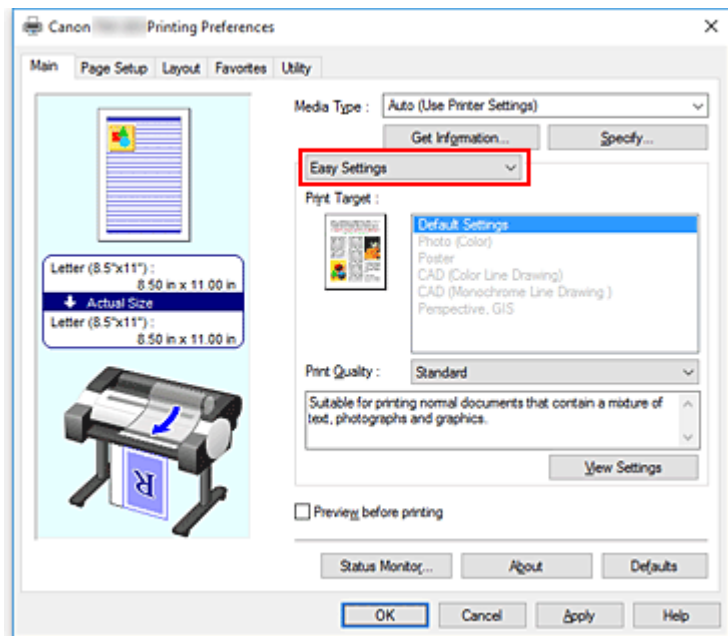 Canon Printing Preferences
Main Page Setup Layout Favorites Utility
Media Type : Auto (Use Printer Settings)
Get Information... Specify...
Easy Settings
Print Target :
Default Settings
Photo (Color)
Poster
CAD (Color Line Drawing)
CAD (Monochrome Line Drawing )
Perspective, GIS
Letter (8.5"x11") :
8.50 in x 11.00 in
Actual Size
Letter (8.5"x11") :
8.50 in x 11.00 in
R
Print Quality : Standard
Suitable for printing normal documents that contain a mixture of
text, photographs and graphics.
View Settings
Preview before printing
Status Monitor... About Defaults
OK Cancel Apply Help